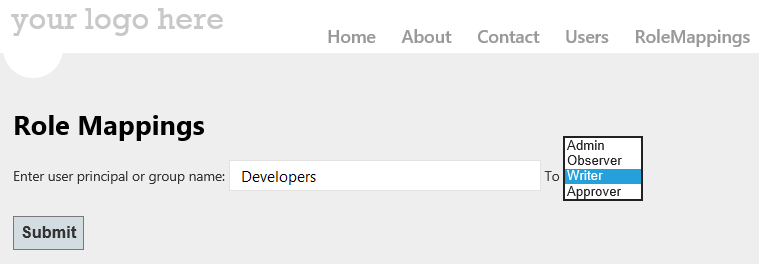 your logo here
Home About Contact Users RoleMappings
Role Mappings
Enter user principal or group name: Developers To
Admin
Observer
Writer
Approver
Submit